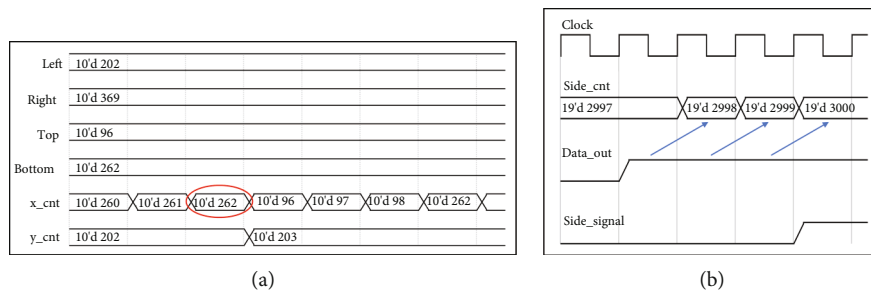 Left 10'd 202
Right 10'd 369
Top 10'd 96
Bottom 10'd 262
x_cnt 10'd 260 10'd 261 10'd 262 10'd 96 10'd 97 10'd 98 10'd 262
y_cnt 10'd 202 10'd 203
(a)
Clock
Side_cnt
19'd 2997 19'd 2998 19'd 2999 19'd 3000
Data_out
Side_signal
(b)